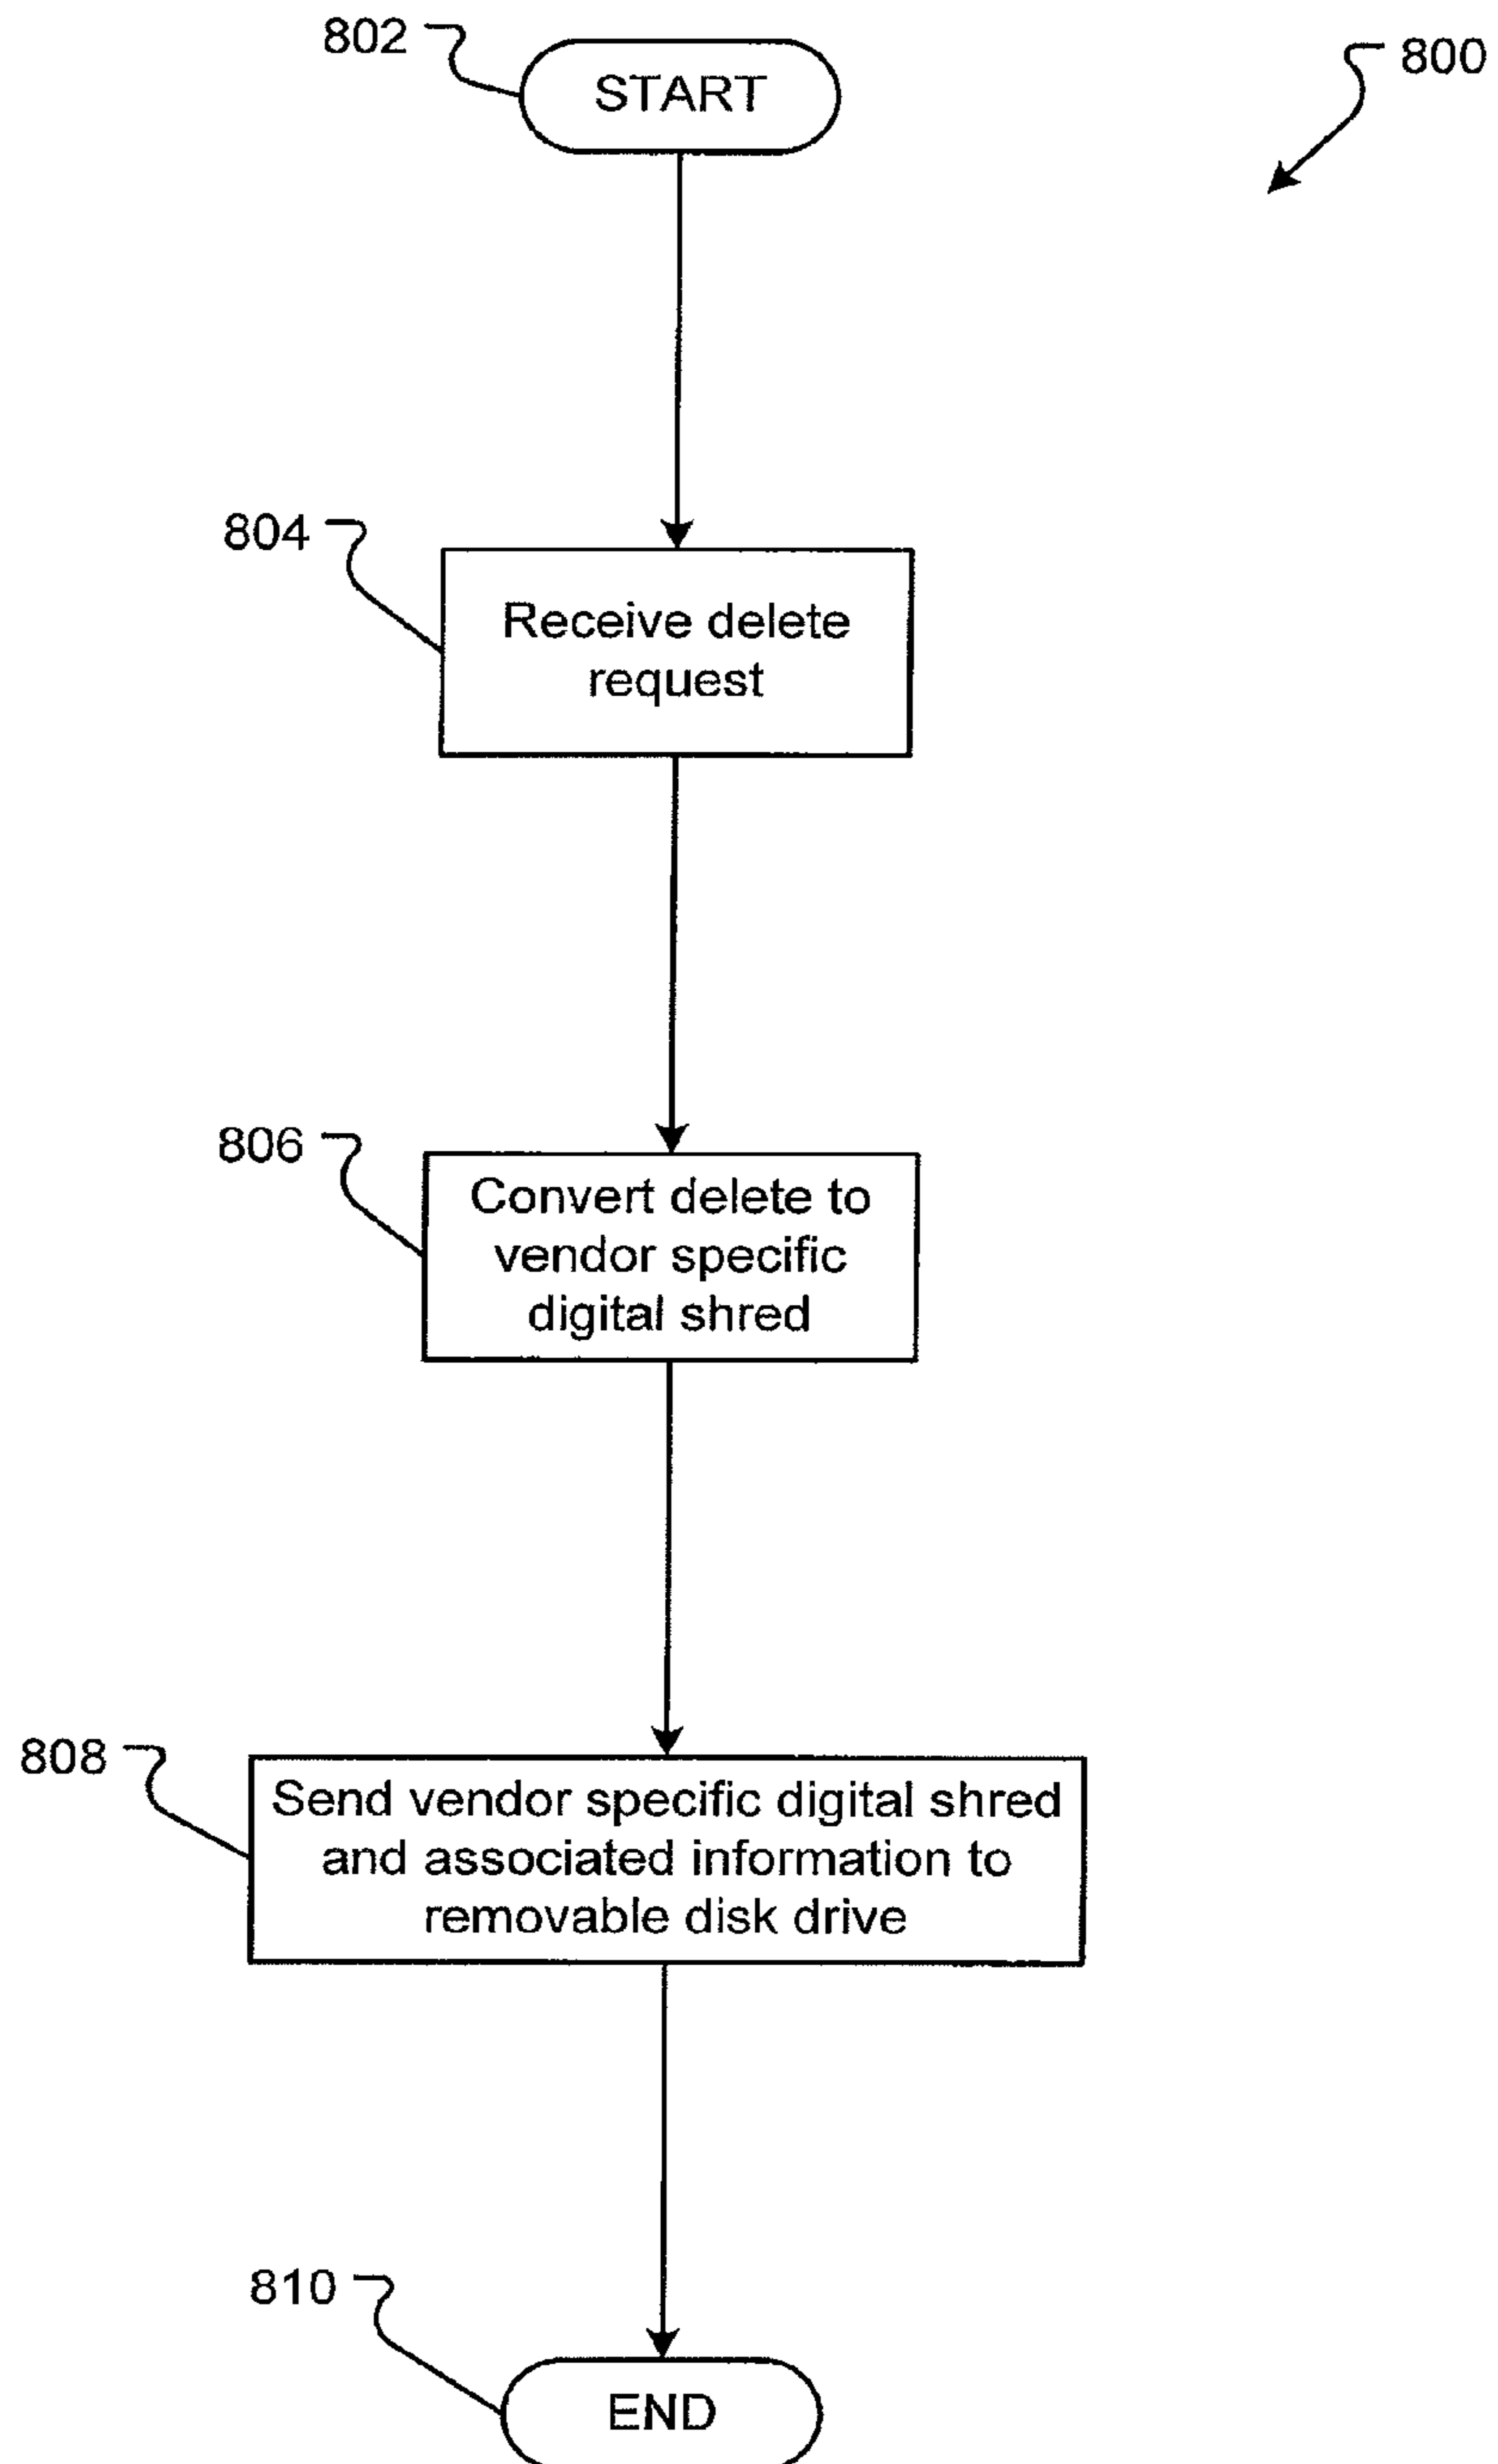 802
START
800
804
Receive delete
request
806
Convert delete to
vendor specific
digital shred
808
Send vendor specific digital shred
and associated information to
removable disk drive
810
END